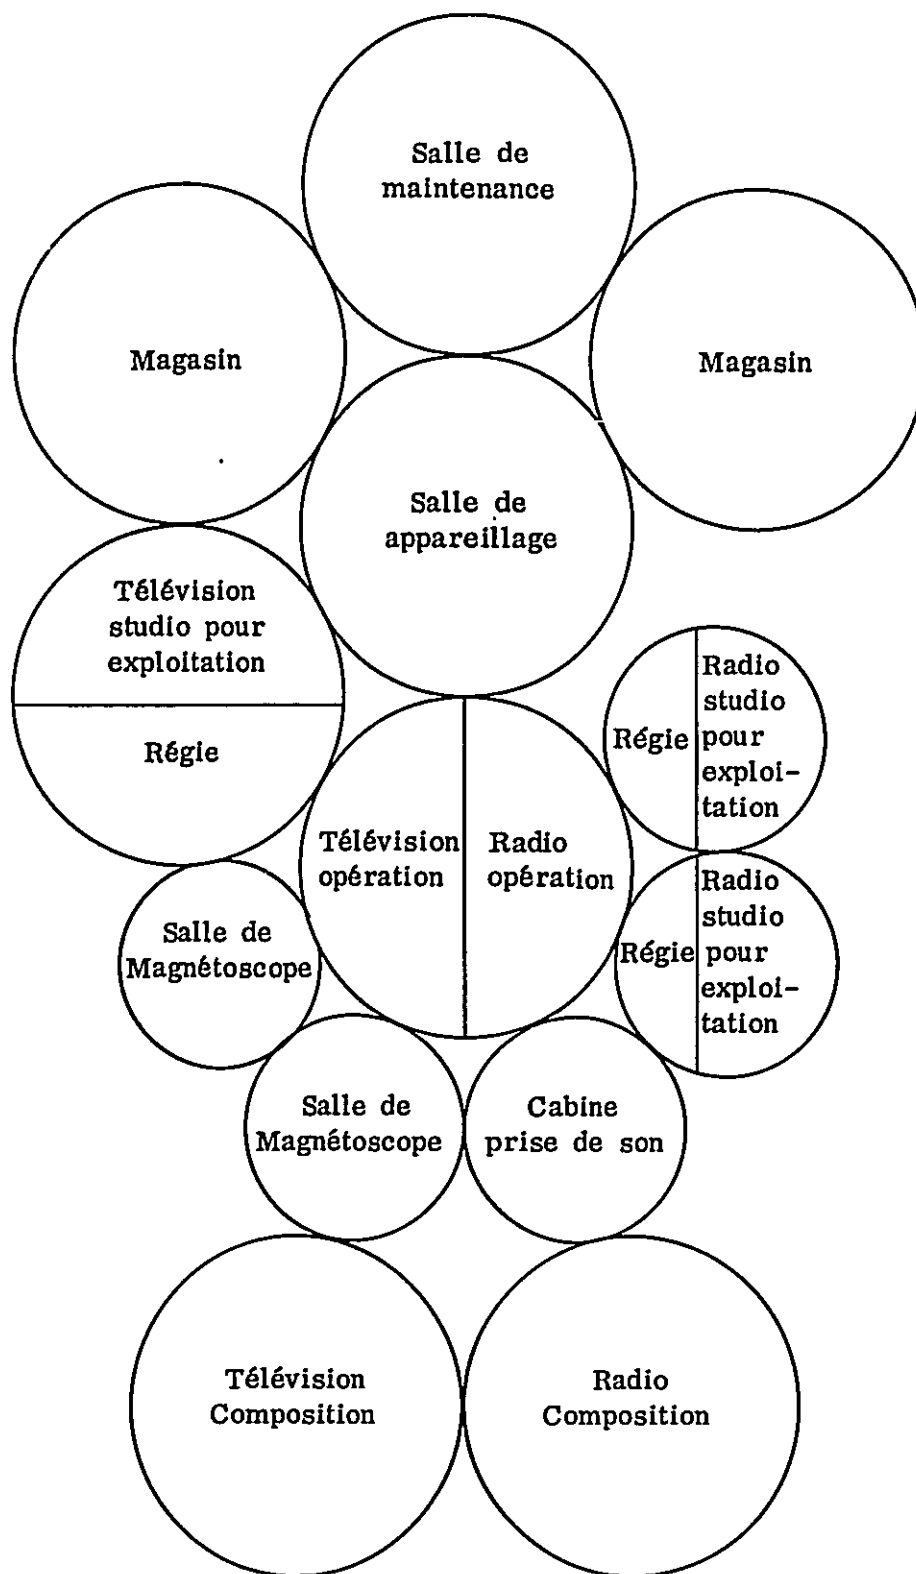 Salle de
maintenance
Magasin
Magasin
Salle de
appareillage
Télévision
studio pour
exploitation
Régie
Régie
Radio
studio
pour
exploi-
tation
Télévision
opération
Radio
opération
Régie
Radio
studio
pour
exploi-
tation
Salle de
Magnétoscope
Salle de
Magnétoscope
Cabine
prise de son
Télévision
Composition
Radio
Composition